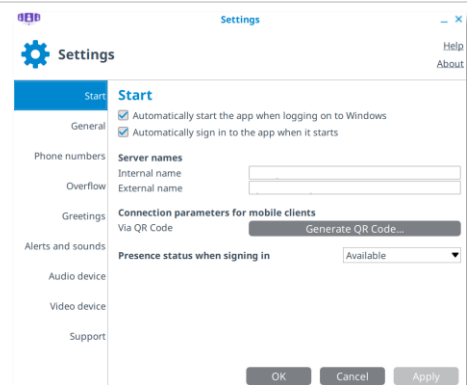 Settings
Settings
Help
About
Start
General
Phone numbers
Overflow
Greetings
Alerts and sounds
Audio device
Video device
Support
Start
Automatically start the app when logging on to Windows
Automatically sign in to the app when it starts
Server names
Internal name
External name
Connection parameters for mobile clients
Via QR Code
Generate QR Code...
Presence status when signing in
Available
OK
Cancel
Apply